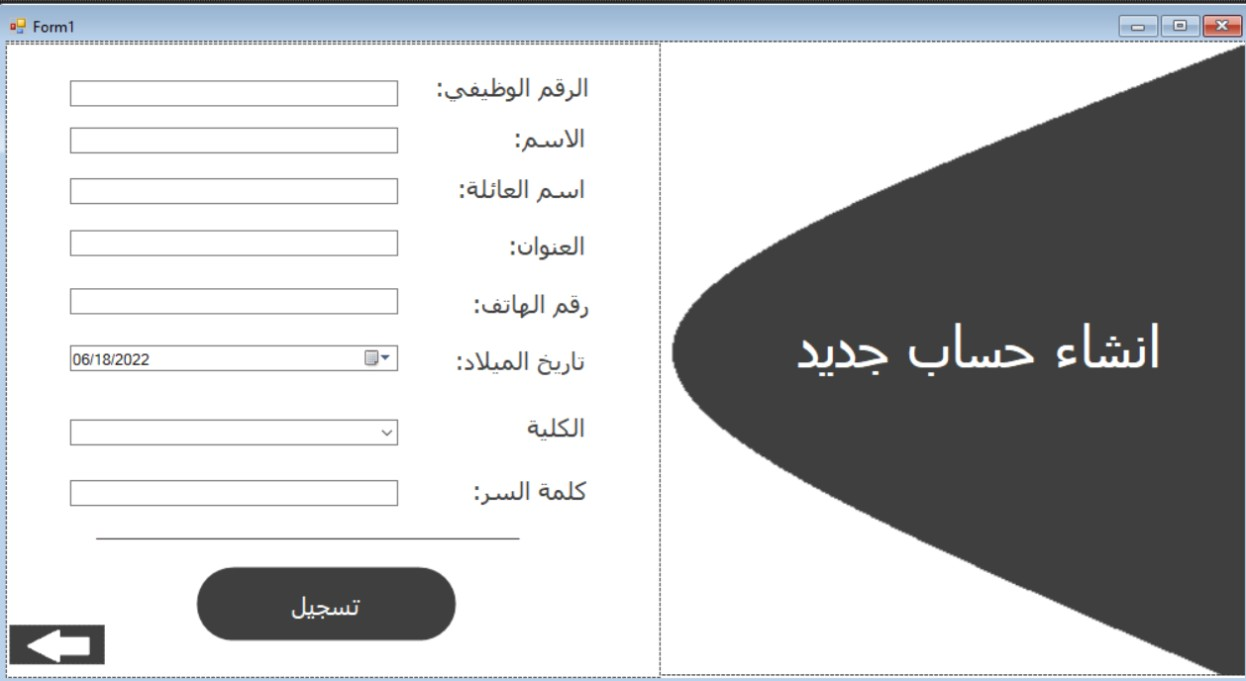 Form1
الرقم الوظيفي:
الاسم:
اسم العائلة:
العنوان:
رقم الهاتف:
تاريخ الميلاد:
06/18/2022
الكلية
كلمة السر:
تسجيل
انشاء حساب جديد